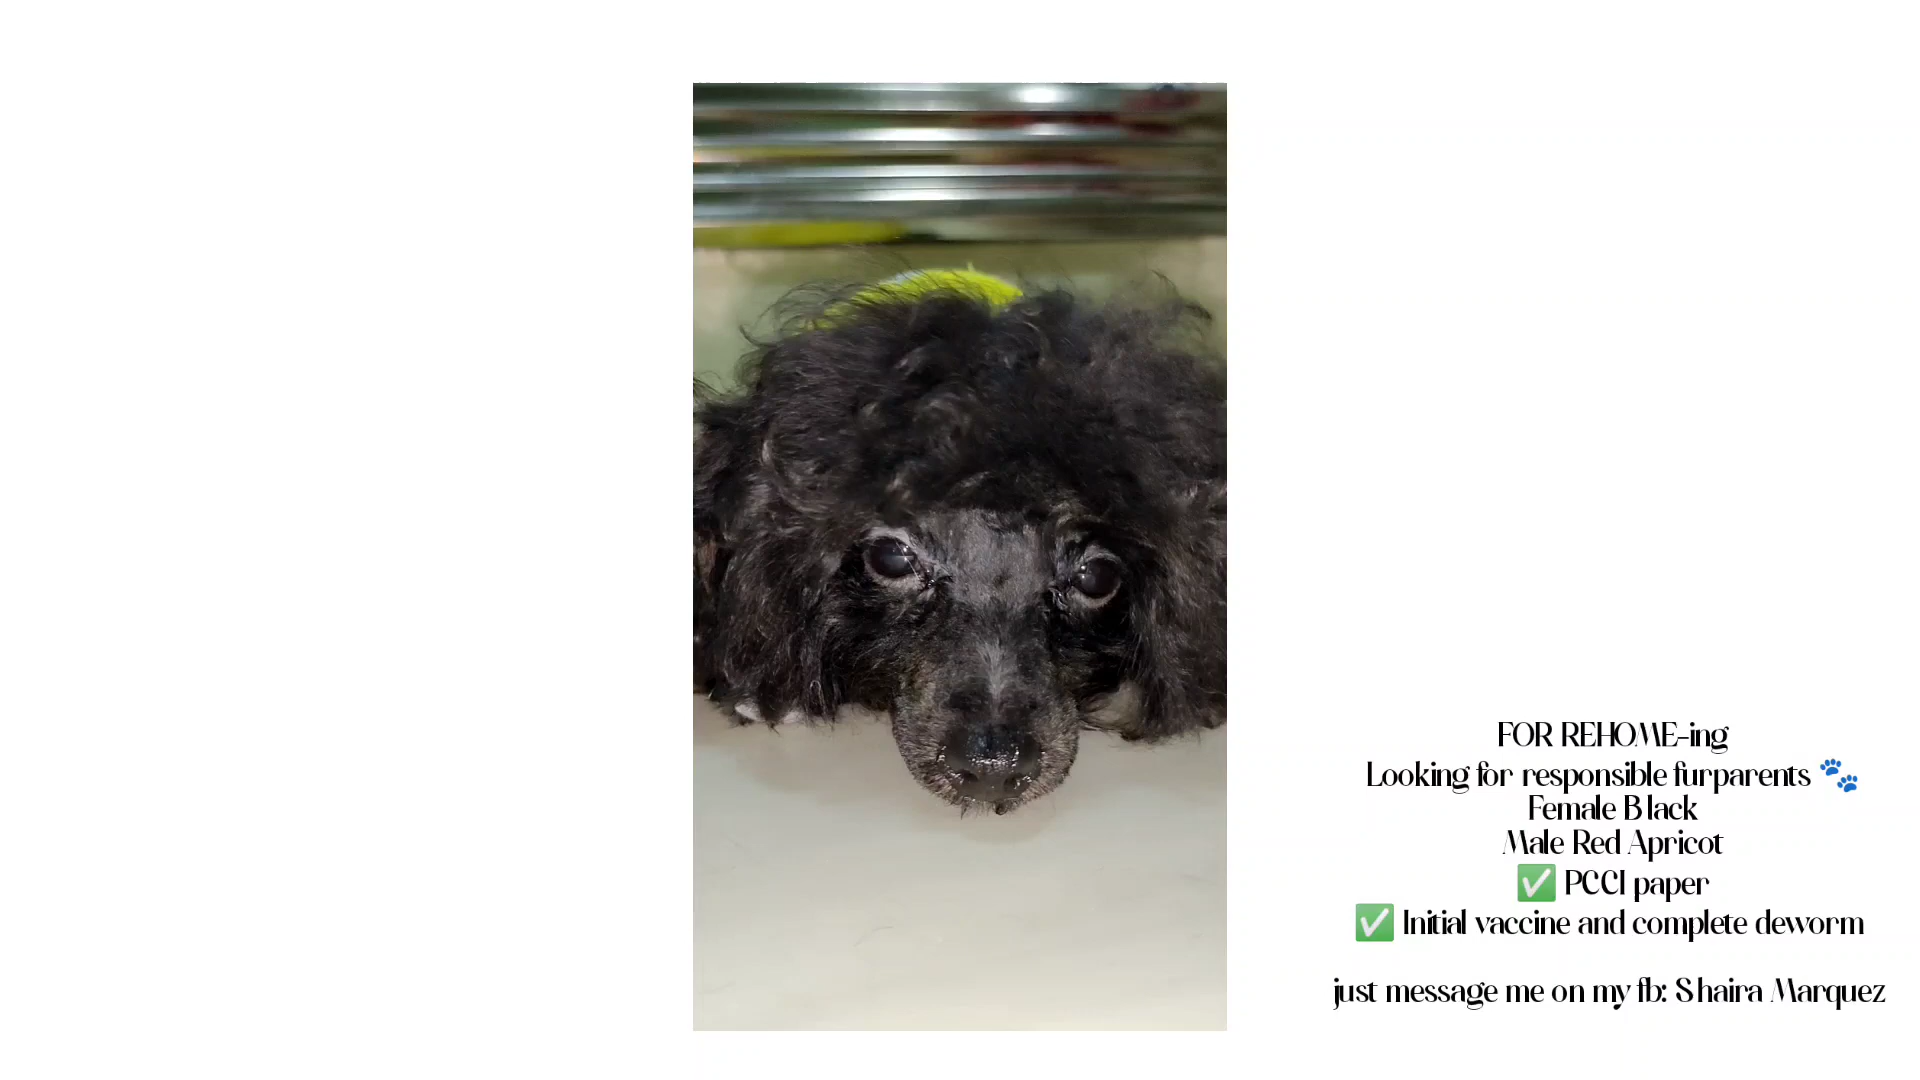 FOR REHOME-ing
Looking for responsible furparents 🐾
Female Black
Male Red Apricot
✅ PCCI paper
✅ Initial vaccine and complete deworm
just message me on my fb: Shaira Marquez